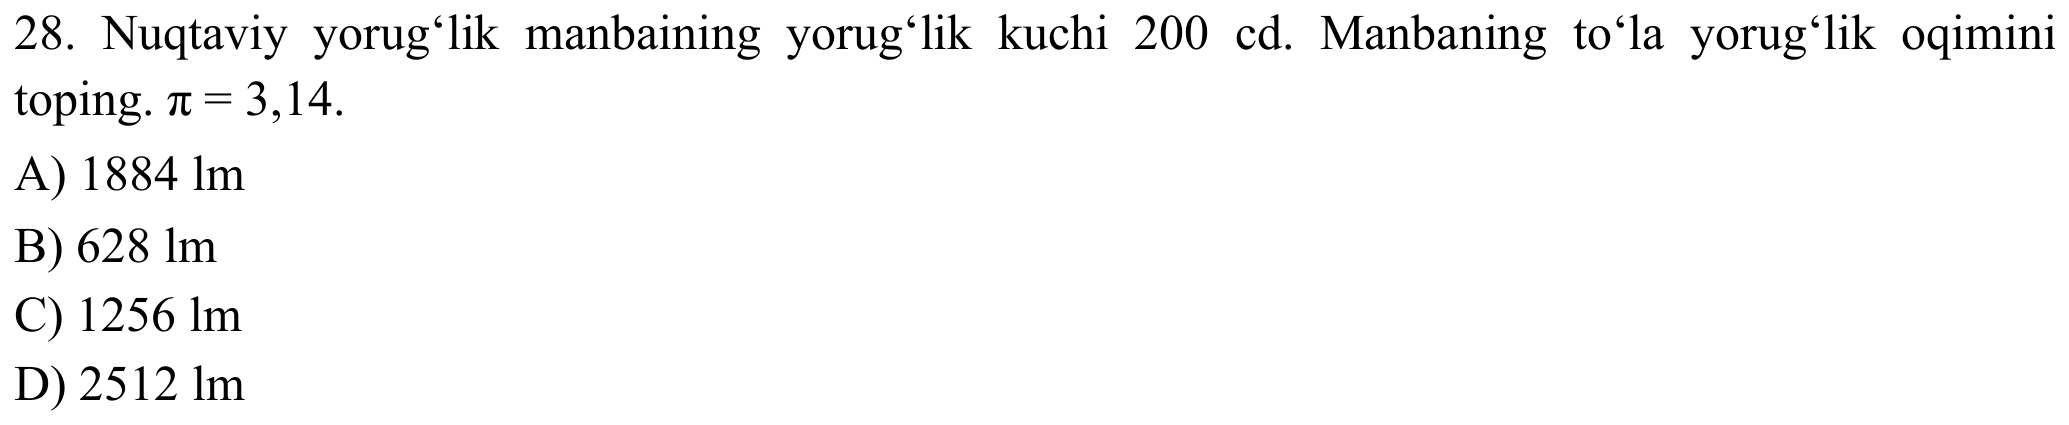 28. Nuqtaviy yorug‘lik manbaining yorug‘lik kuchi 200 cd. Manbaning to‘la yorug‘lik oqimini
toping. π = 3,14.
A) 1884 lm
B) 628 lm
C) 1256 lm
D) 2512 lm